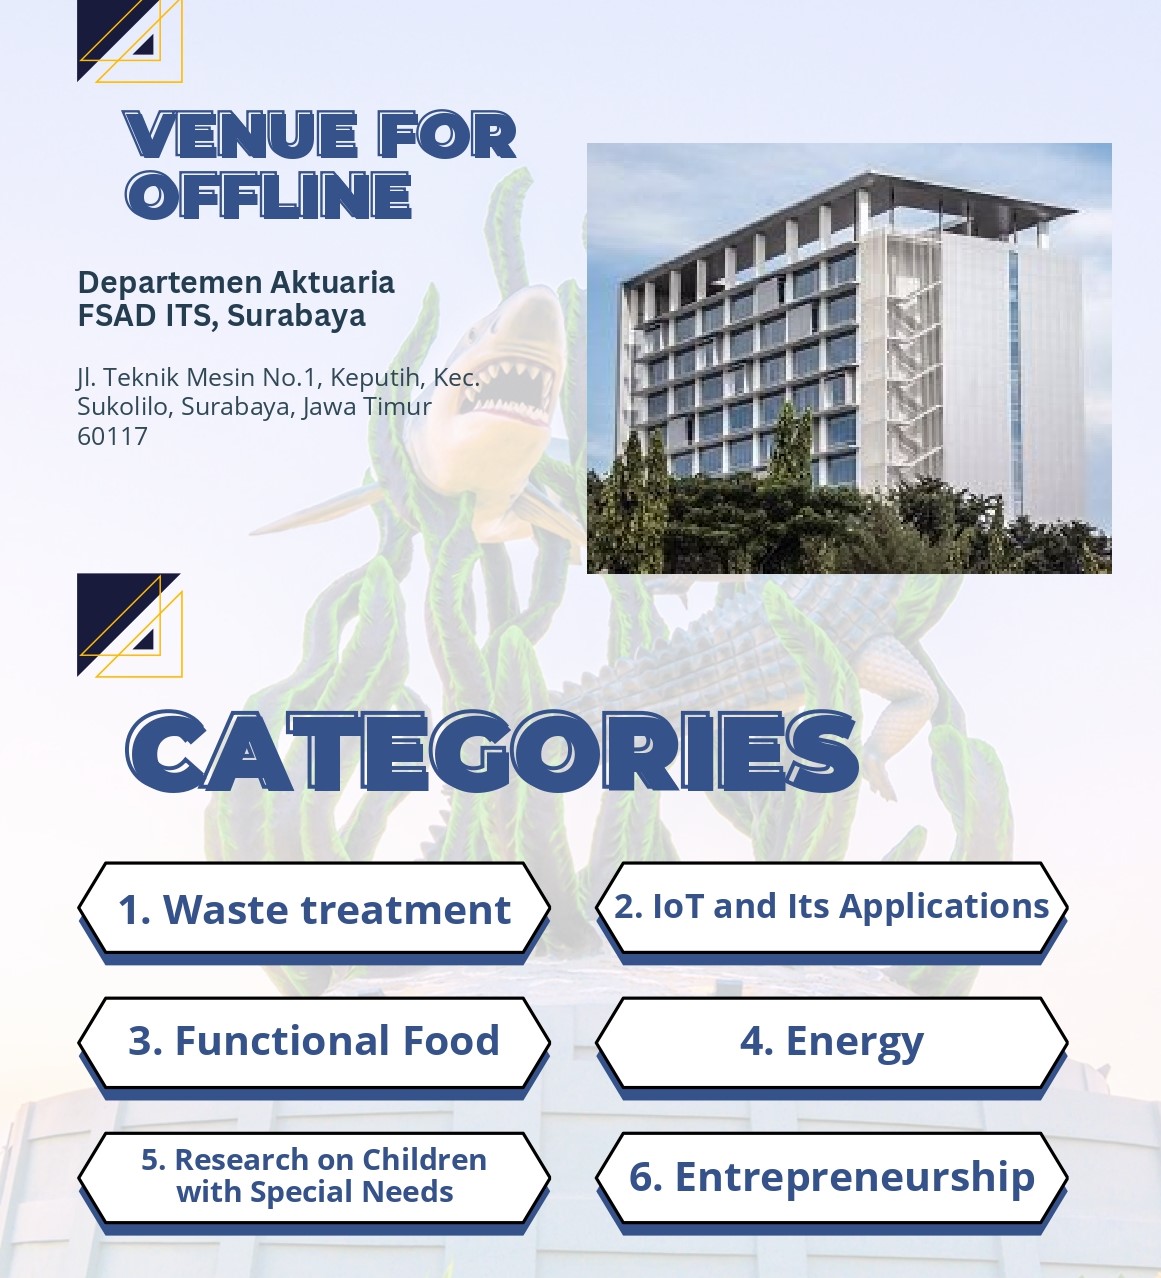 VENUE FOR
OFFLINE
Departemen Aktuaria
FSAD ITS, Surabaya
Jl. Teknik Mesin No.1, Keputih, Kec.
Sukolilo, Surabaya, Jawa Timur
60117
CATEGORIES
1. Waste treatment
2. IoT and Its Applications
3. Functional Food
4. Energy
5. Research on Children
with Special Needs
6. Entrepreneurship